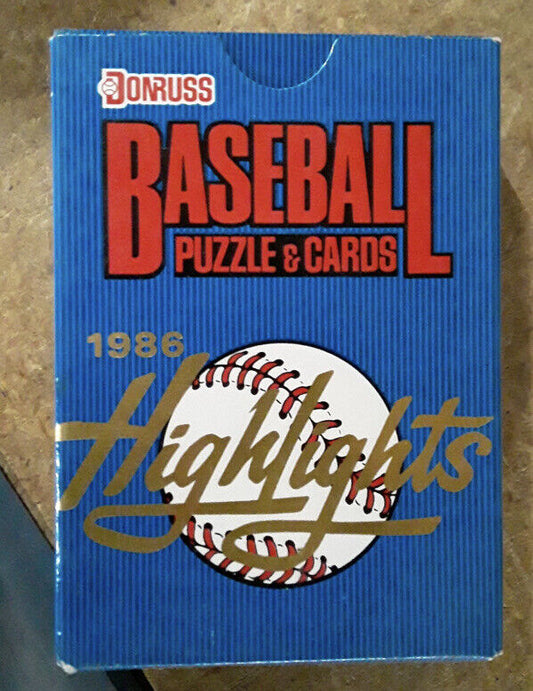 DONRUSS
BASEBALL
PUZZLE & CARDS
1986
Highlights